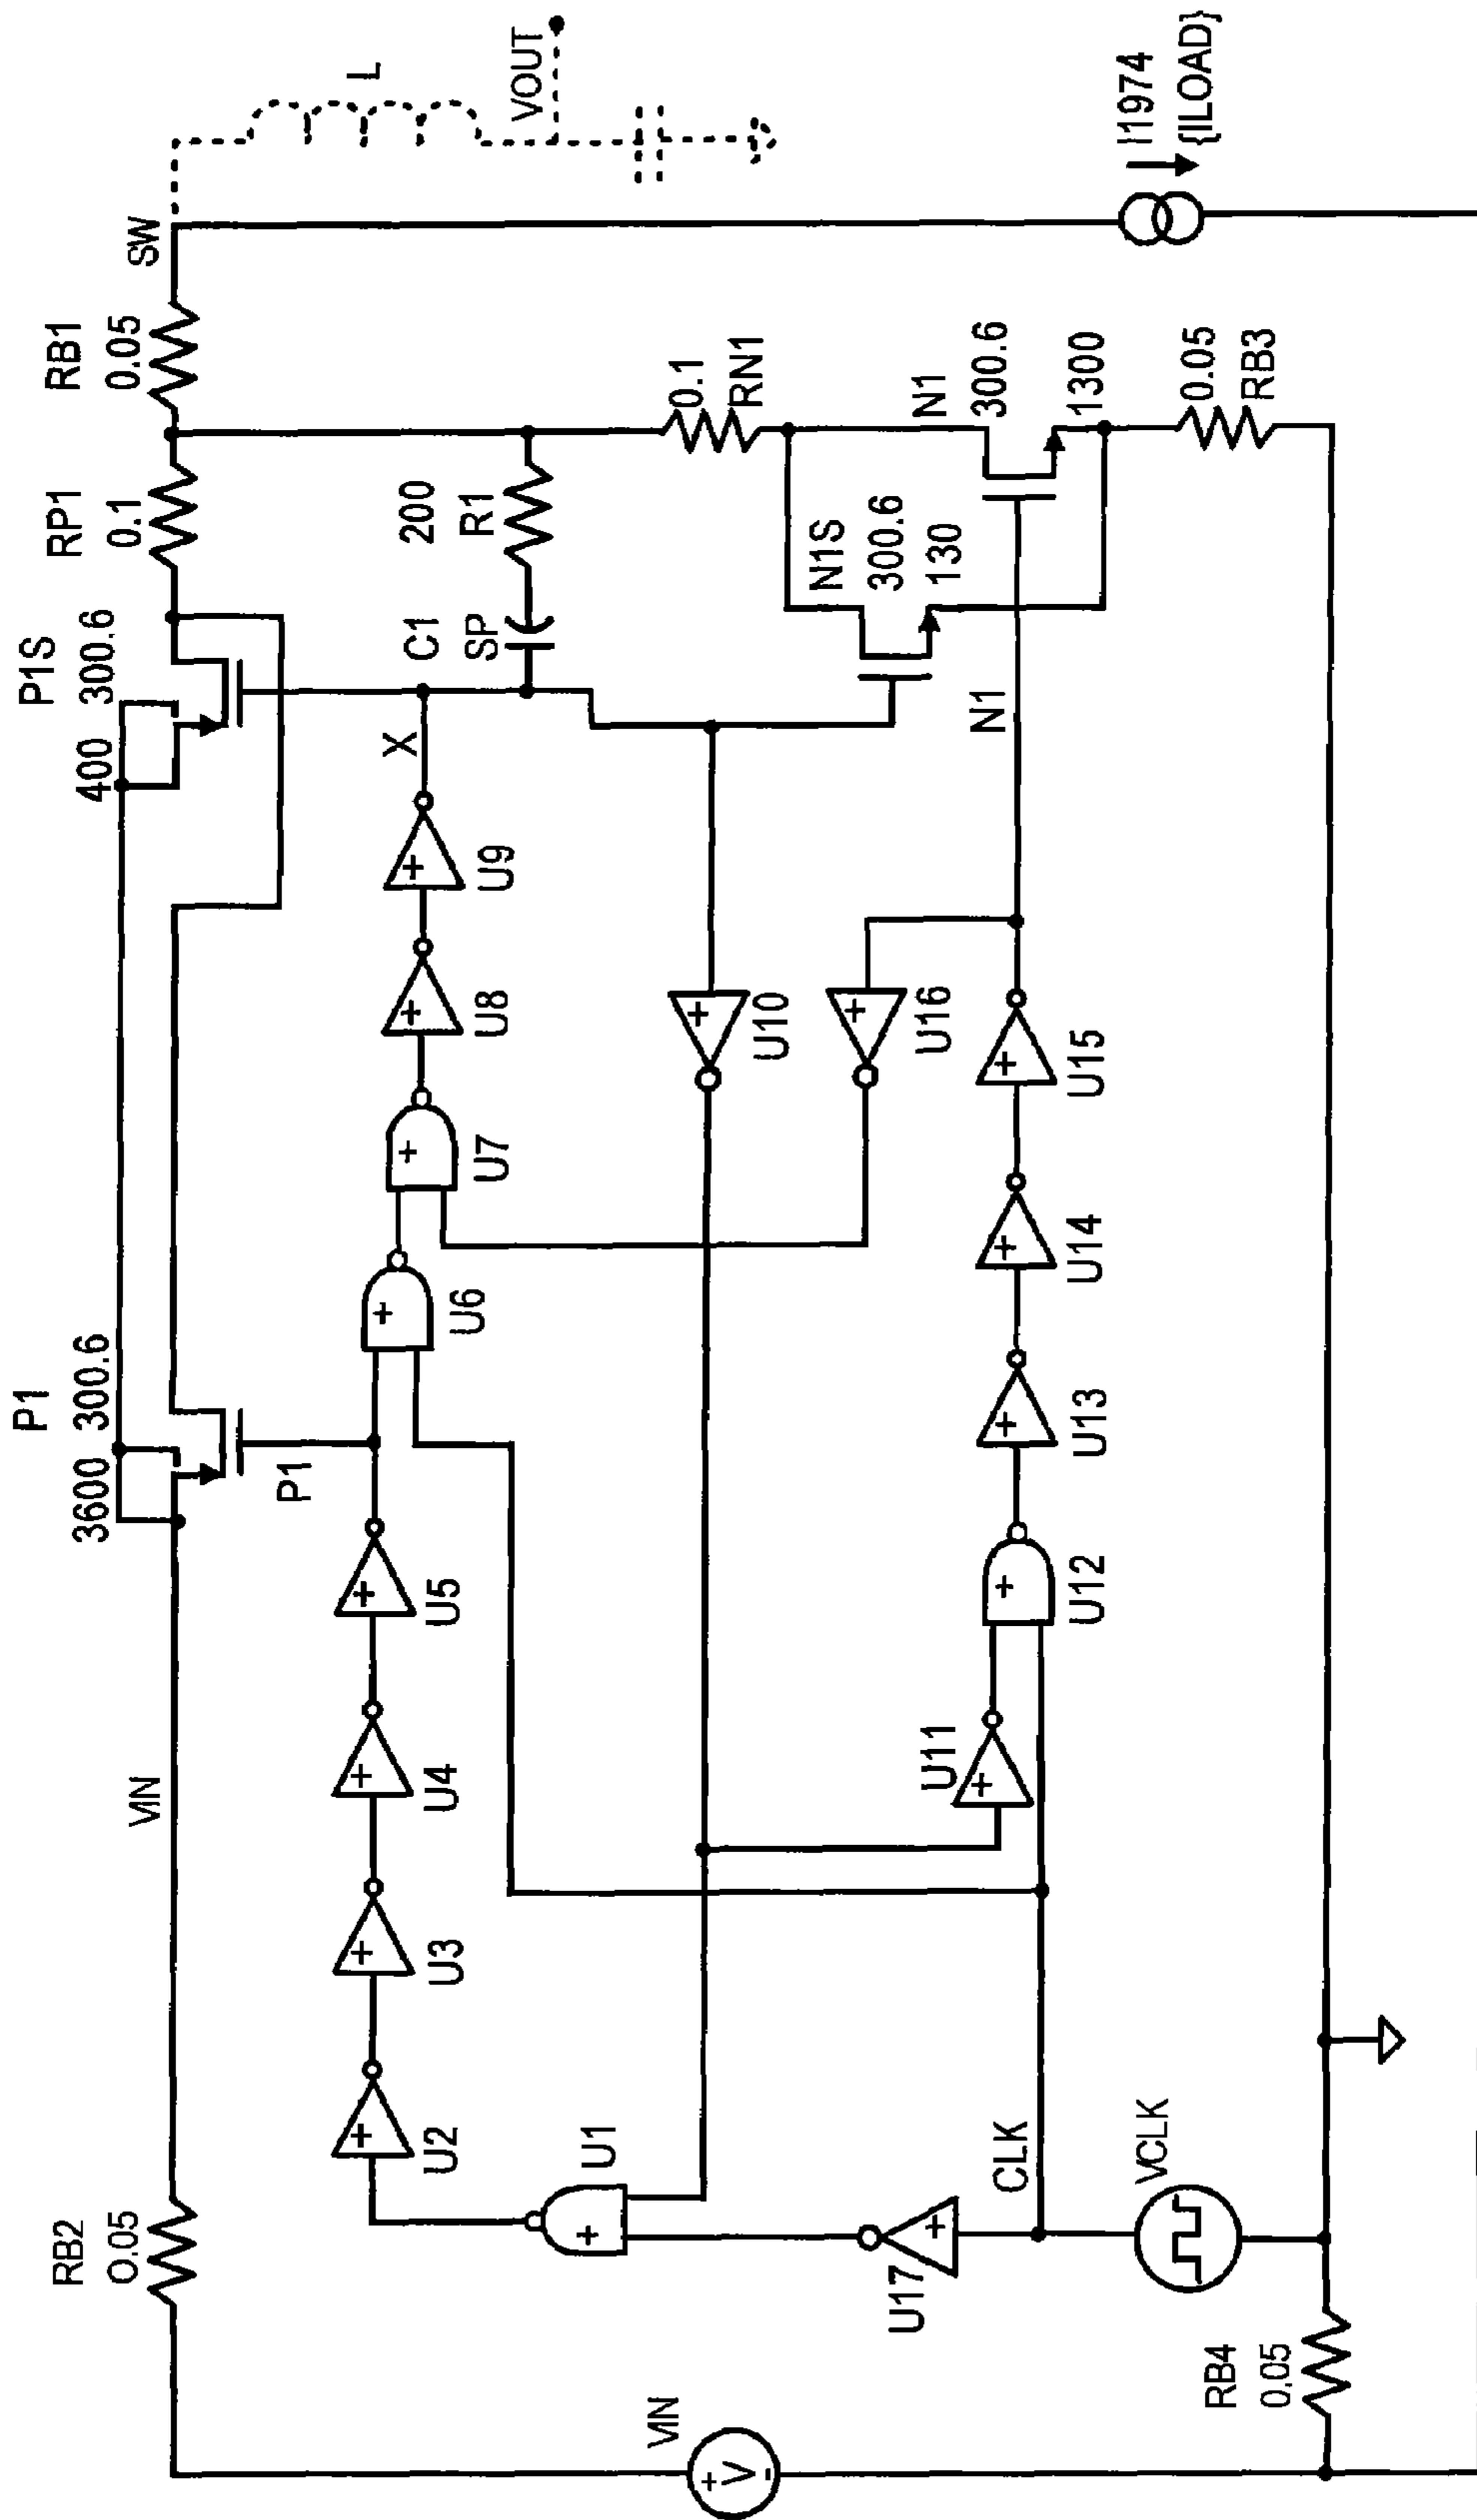 RB2
0.05
VIN
P1
3600 300.6
P1
P1S
400 300.6
RP1
0.1
RB1
0.05
SW
L
VOUT
U2
U3
U4
U5
U6
U7
U8
U9
X
C1
SP
200
R1
0.1
RN1
U1
U10
U16
N1S
300.6
130
N1
300.6
1300
N1
U17
CLK
U11
U12
U13
U14
U15
0.05
RB3
VIN
+
V
-
VCLK
RB4
0.05
I1974
{ILOAD}